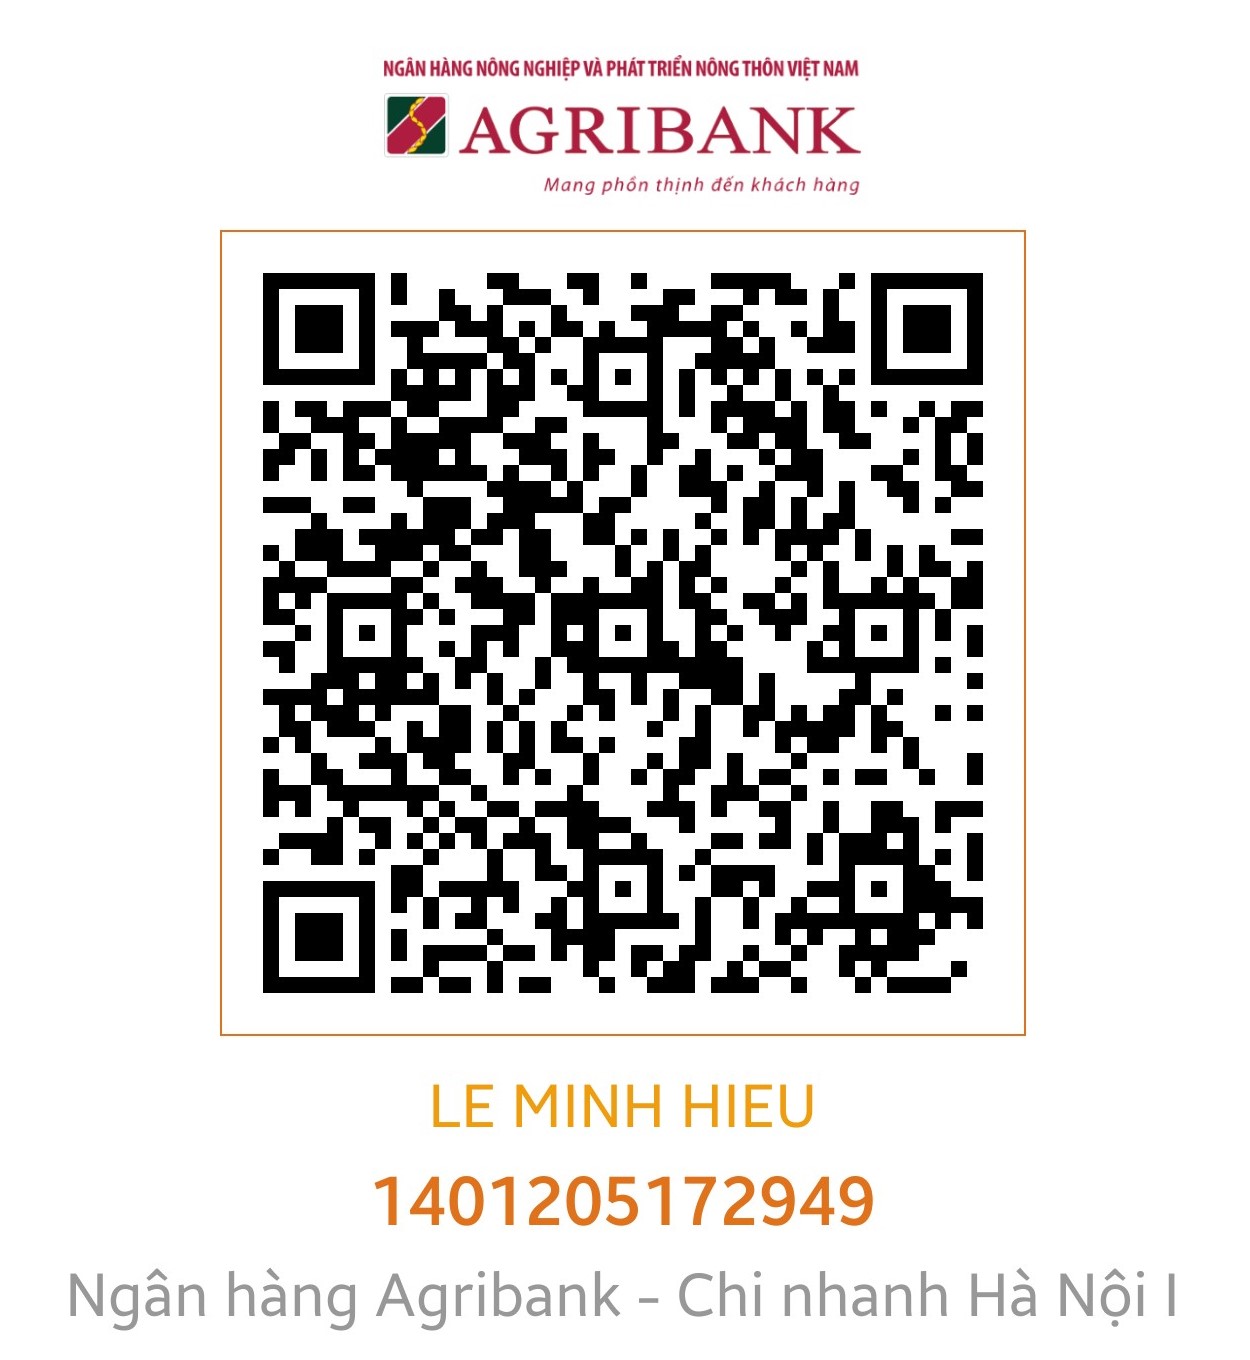 NGÂN HÀNG NÔNG NGHIỆP VÀ PHÁT TRIỂN NÔNG THÔN VIỆT NAM
AGRIBANK
Mang phồn thịnh đến khách hàng
LE MINH HIEU
1401205172949
Ngân hàng Agribank - Chi nhanh Hà Nội I